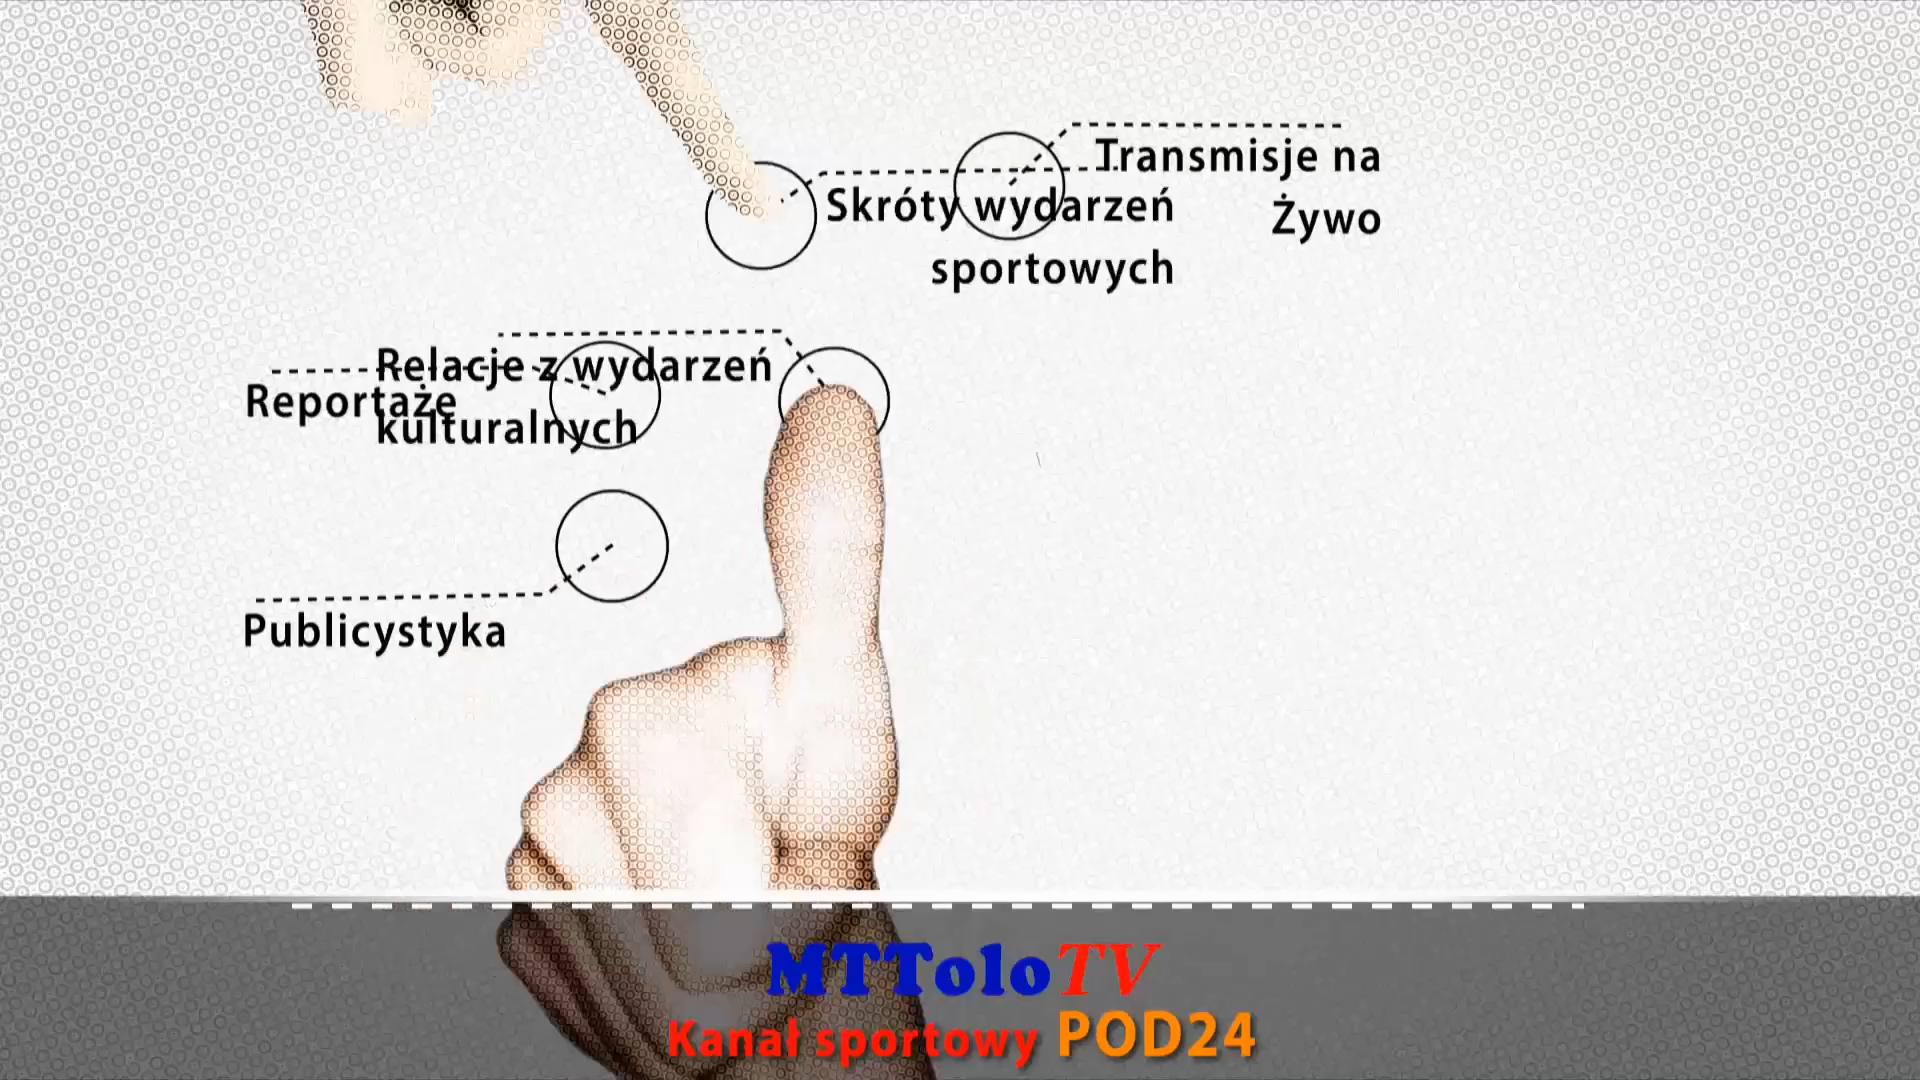 Transmisje na
Żywo
Skróty wydarzeń
sportowych
Relacje z wydarzeń
kulturalnych
Reportaże
Publicystyka
MTToloTV
Kanał sportowy POD24